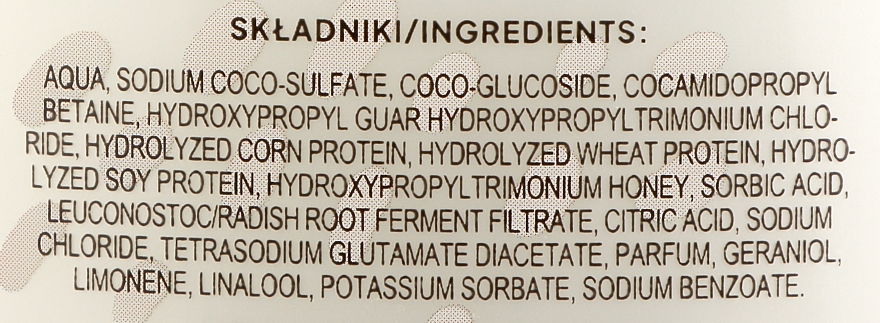 SKŁADNIKI/INGREDIENTS:
AQUA, SODIUM COCO-SULFATE, COCO-GLUCOSIDE, COCAMIDOPROPYL
BETAINE, HYDROXYPROPYL GUAR HYDROXYPROPYLTRIMONIUM CHLO-
RIDE, HYDROLYZED CORN PROTEIN, HYDROLYZED WHEAT PROTEIN, HYDRO-
LYZED SOY PROTEIN, HYDROXYPROPYLTRIMONIUM HONEY, SORBIC ACID,
LEUCONOSTOC/RADISH ROOT FERMENT FILTRATE, CITRIC ACID, SODIUM
CHLORIDE, TETRASODIUM GLUTAMATE DIACETATE, PARFUM, GERANIOL,
LIMONENE, LINALOOL, POTASSIUM SORBATE, SODIUM BENZOATE.